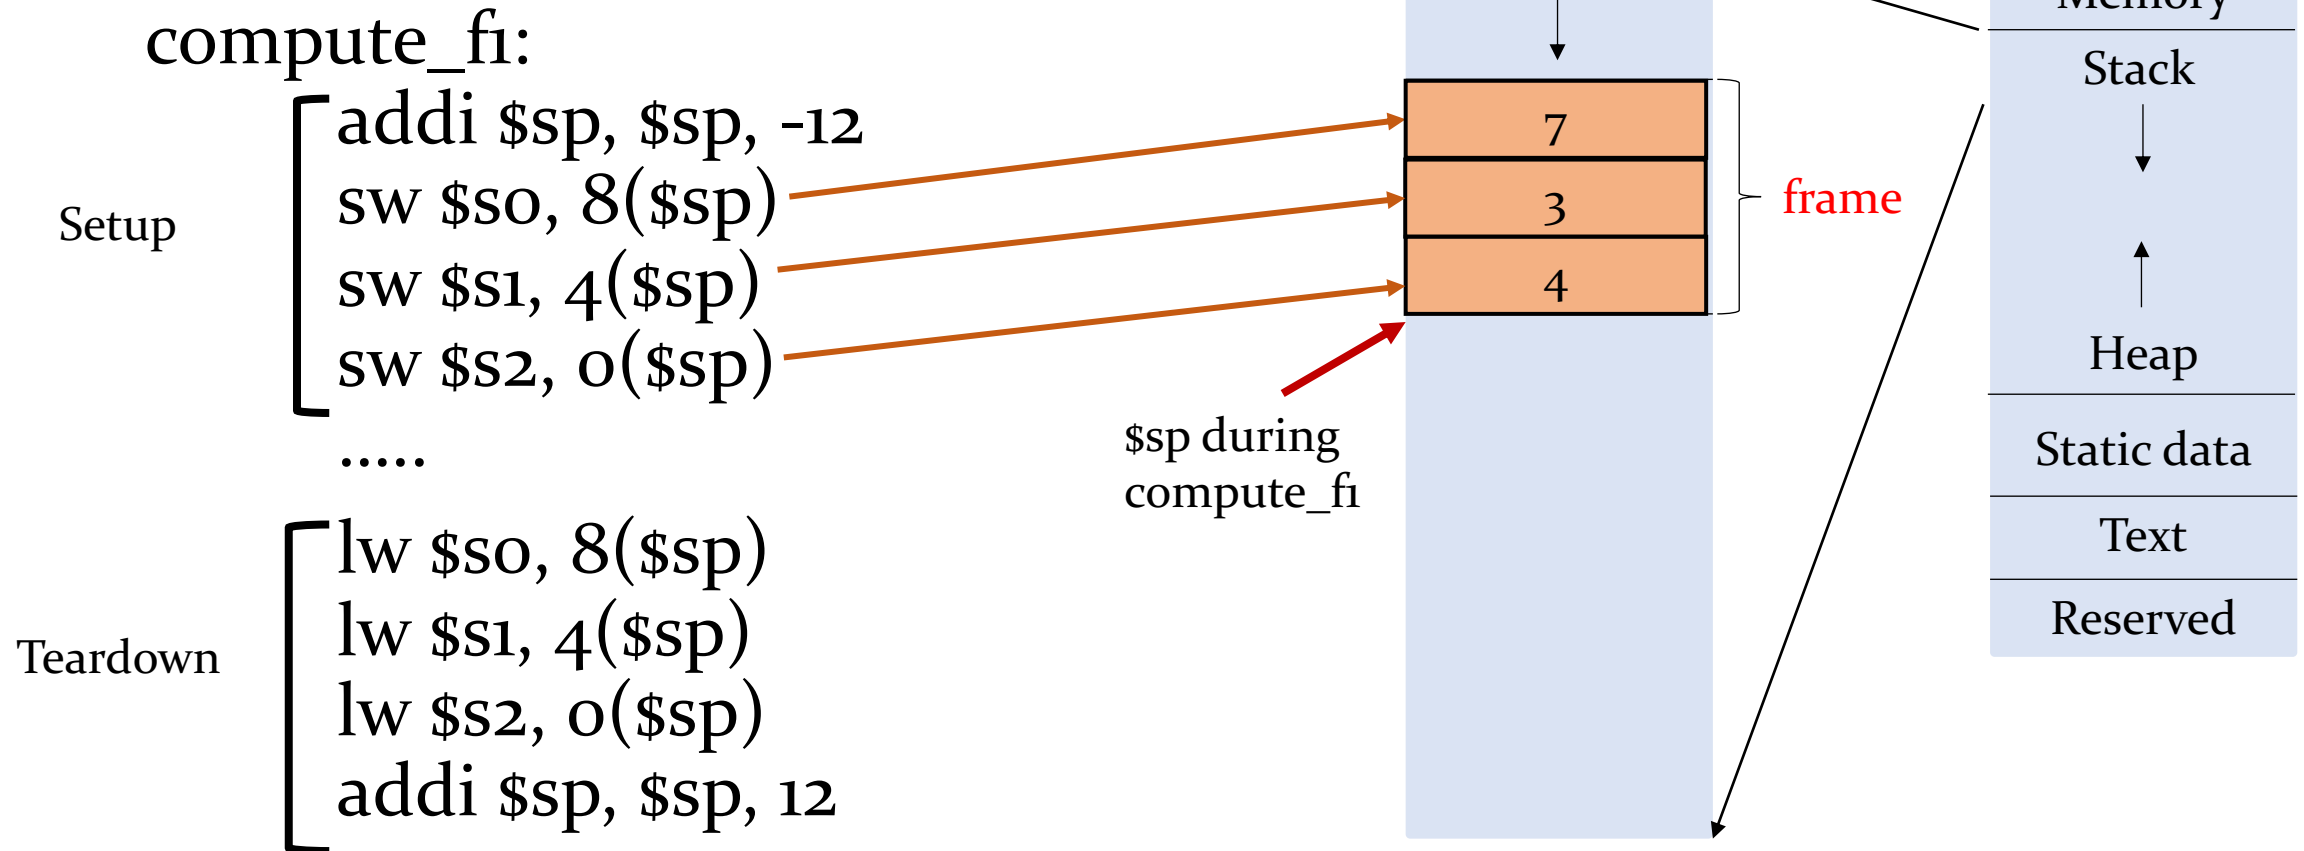 compute_f1:
addi $sp, $sp, -12
sw $s0, 8($sp)
sw $s1, 4($sp)
sw $s2, 0($sp)
.....
lw $s0, 8($sp)
lw $s1, 4($sp)
lw $s2, 0($sp)
addi $sp, $sp, 12
Setup
Teardown
7
3
4
frame
$sp during
compute_f1
Memory
Stack
Heap
Static data
Text
Reserved